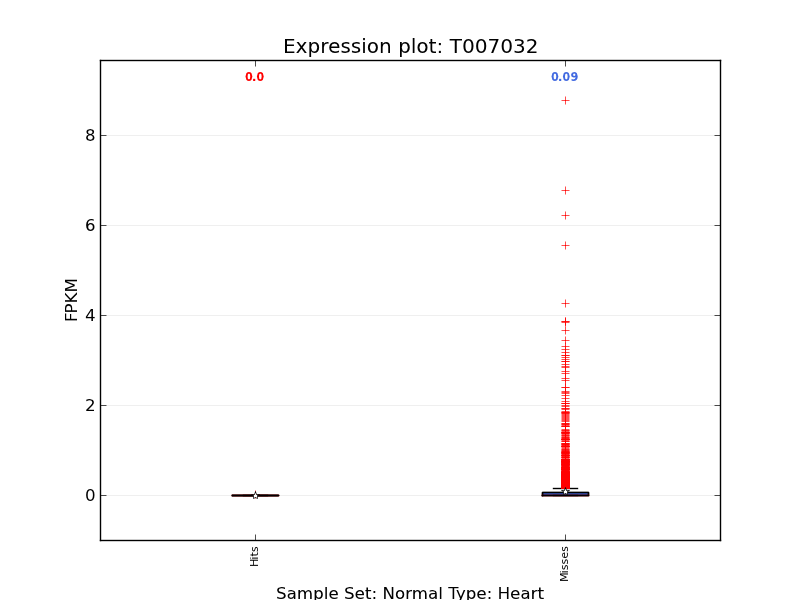 Expression plot: T007032
0.0
0.09
8
6
4
2
0
FPKM
Hits
Misses
Sample Set: Normal Type: Heart